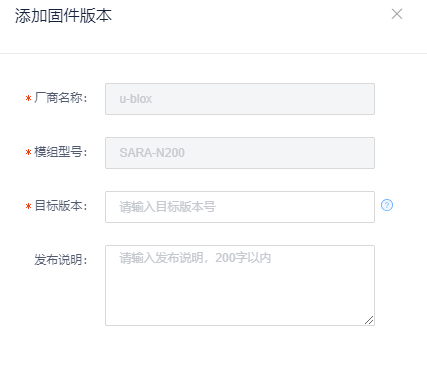 添加固件版本
* 厂商名称： u-blox
* 模组型号： SARA-N200
* 目标版本： 请输入目标版本号 ?
发布说明： 请输入发布说明，200字以内